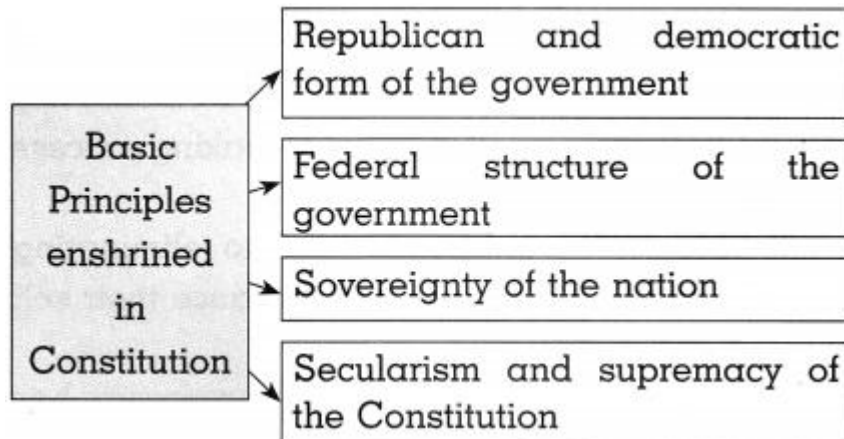 Basic
Principles
enshrined
in
Constitution
Republican and democratic
form of the government
Federal structure of the
government
Sovereignty of the nation
Secularism and supremacy of
the Constitution